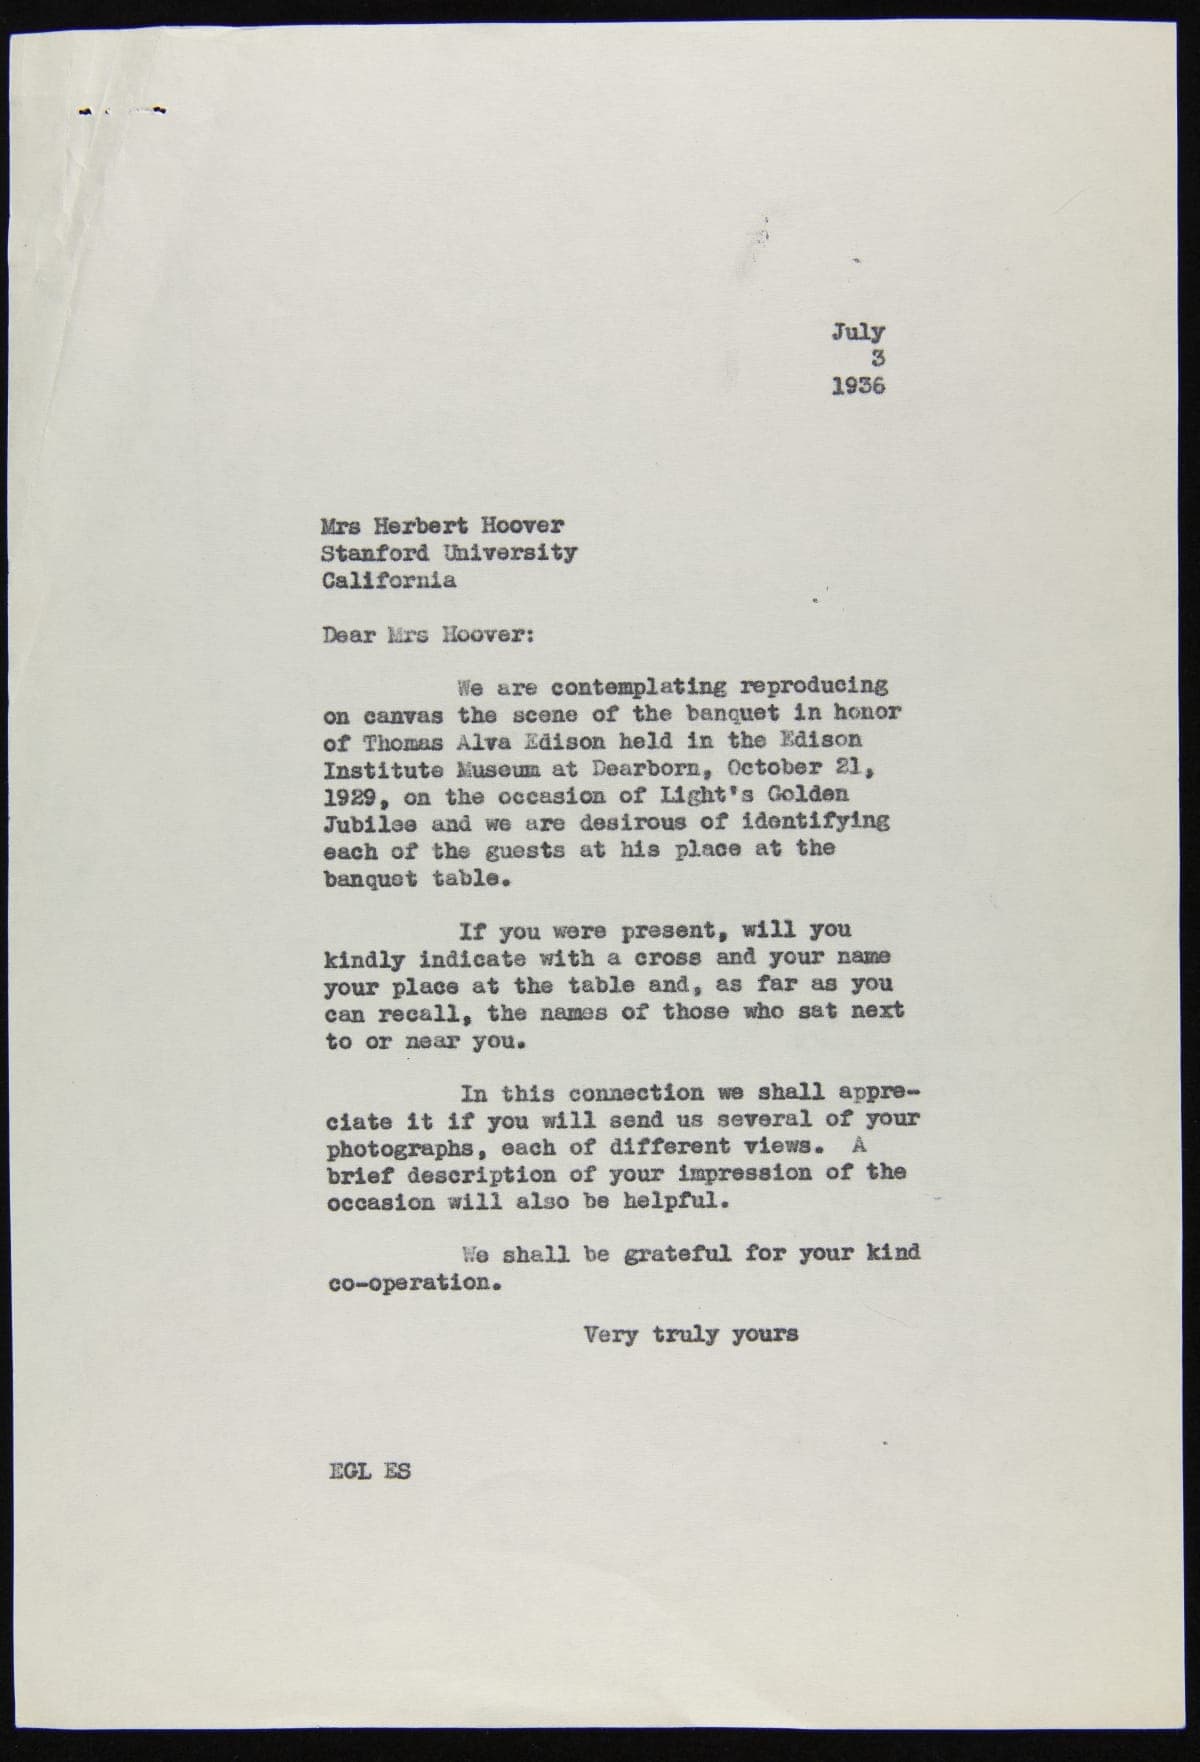 July
3
1936
Mrs Herbert Hoover
Stanford University
California
Dear Mrs Hoover:
We are contemplating reproducing
on canvas the scene of the banquet in honor
of Thomas Alva Edison held in the Edison
Institute Museum at Dearborn, October 21,
1929, on the occasion of Light's Golden
Jubilee and we are desirous of identifying
each of the guests at his place at the
banquet table.
If you were present, will you
kindly indicate with a cross and your name
your place at the table and, as far as you
can recall, the names of those who sat next
to or near you.
In this connection we shall appre-
ciate it if you will send us several of your
photographs, each of different views. A
brief description of your impression of the
occasion will also be helpful.
We shall be grateful for your kind
co-operation.
Very truly yours
EGL ES